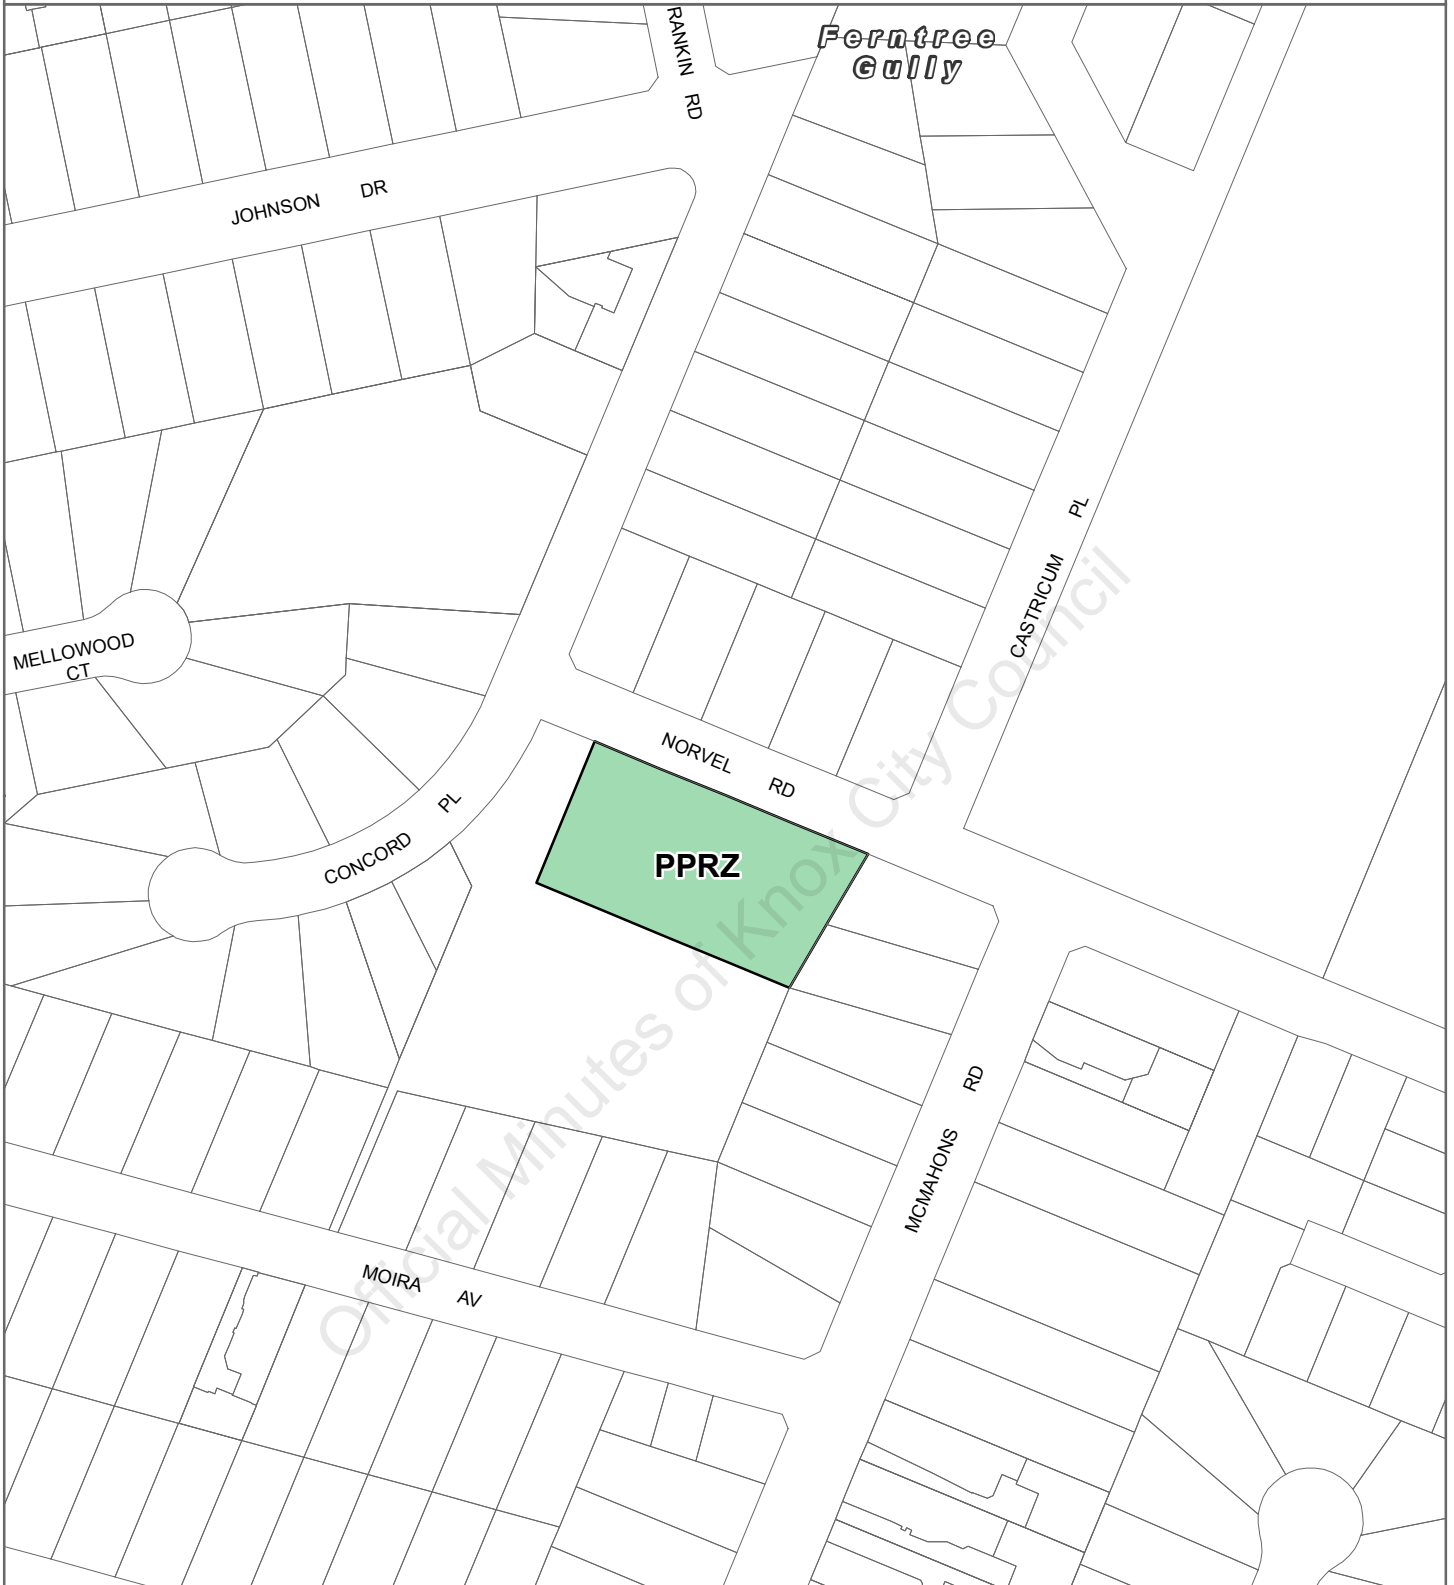 RANKIN RD
Ferntree
Gully
JOHNSON DR
CASTRICUM PL
MELLOWOOD
CT
NORVEL RD
CONCORD PL
PPRZ
MCMAHONS RD
MOIRA AV
Official Minutes of Knox City Council